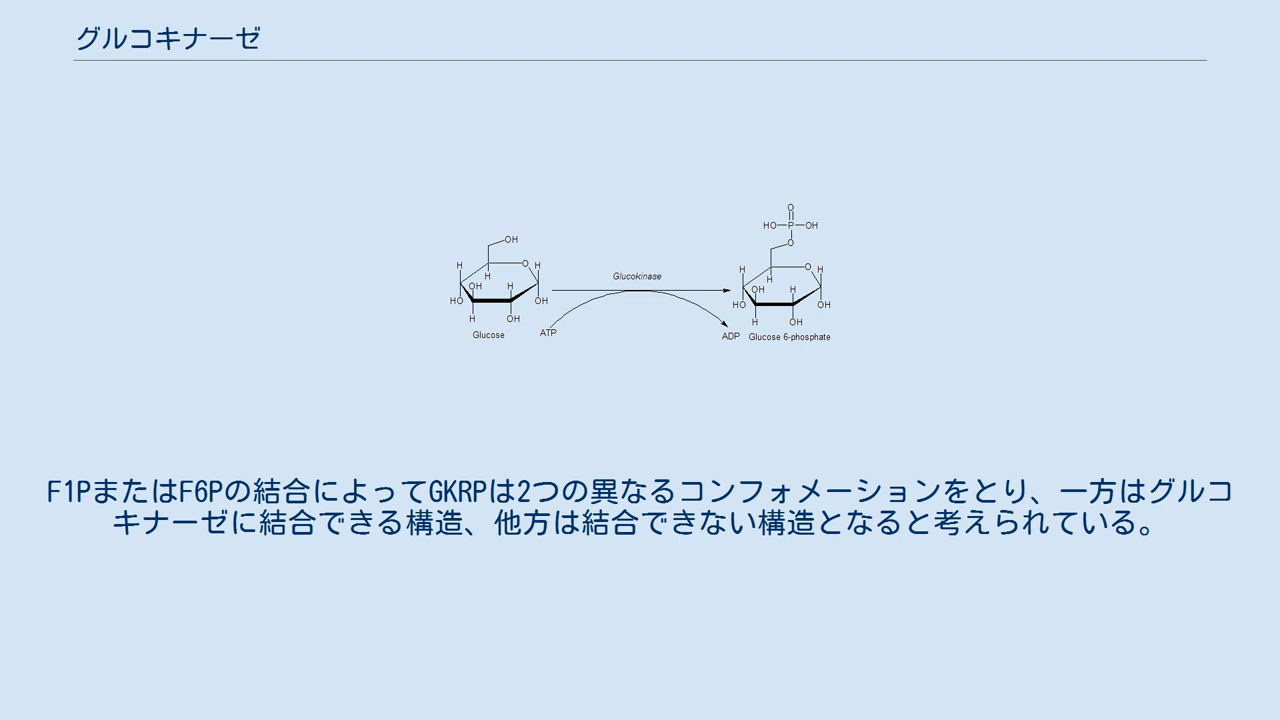 グルコキナーゼ
O
HO P OH
O
OH
H O H
H
OH H
HO OH
H OH
Glucose
Glucokinase
ATP
ADP
H O H
H
OH H
HO OH
H OH
Glucose 6-phosphate
F1PまたはF6Pの結合によってGKRPは2つの異なるコンフォメーションをとり、一方はグルコ
キナーゼに結合できる構造、他方は結合できない構造となると考えられている。